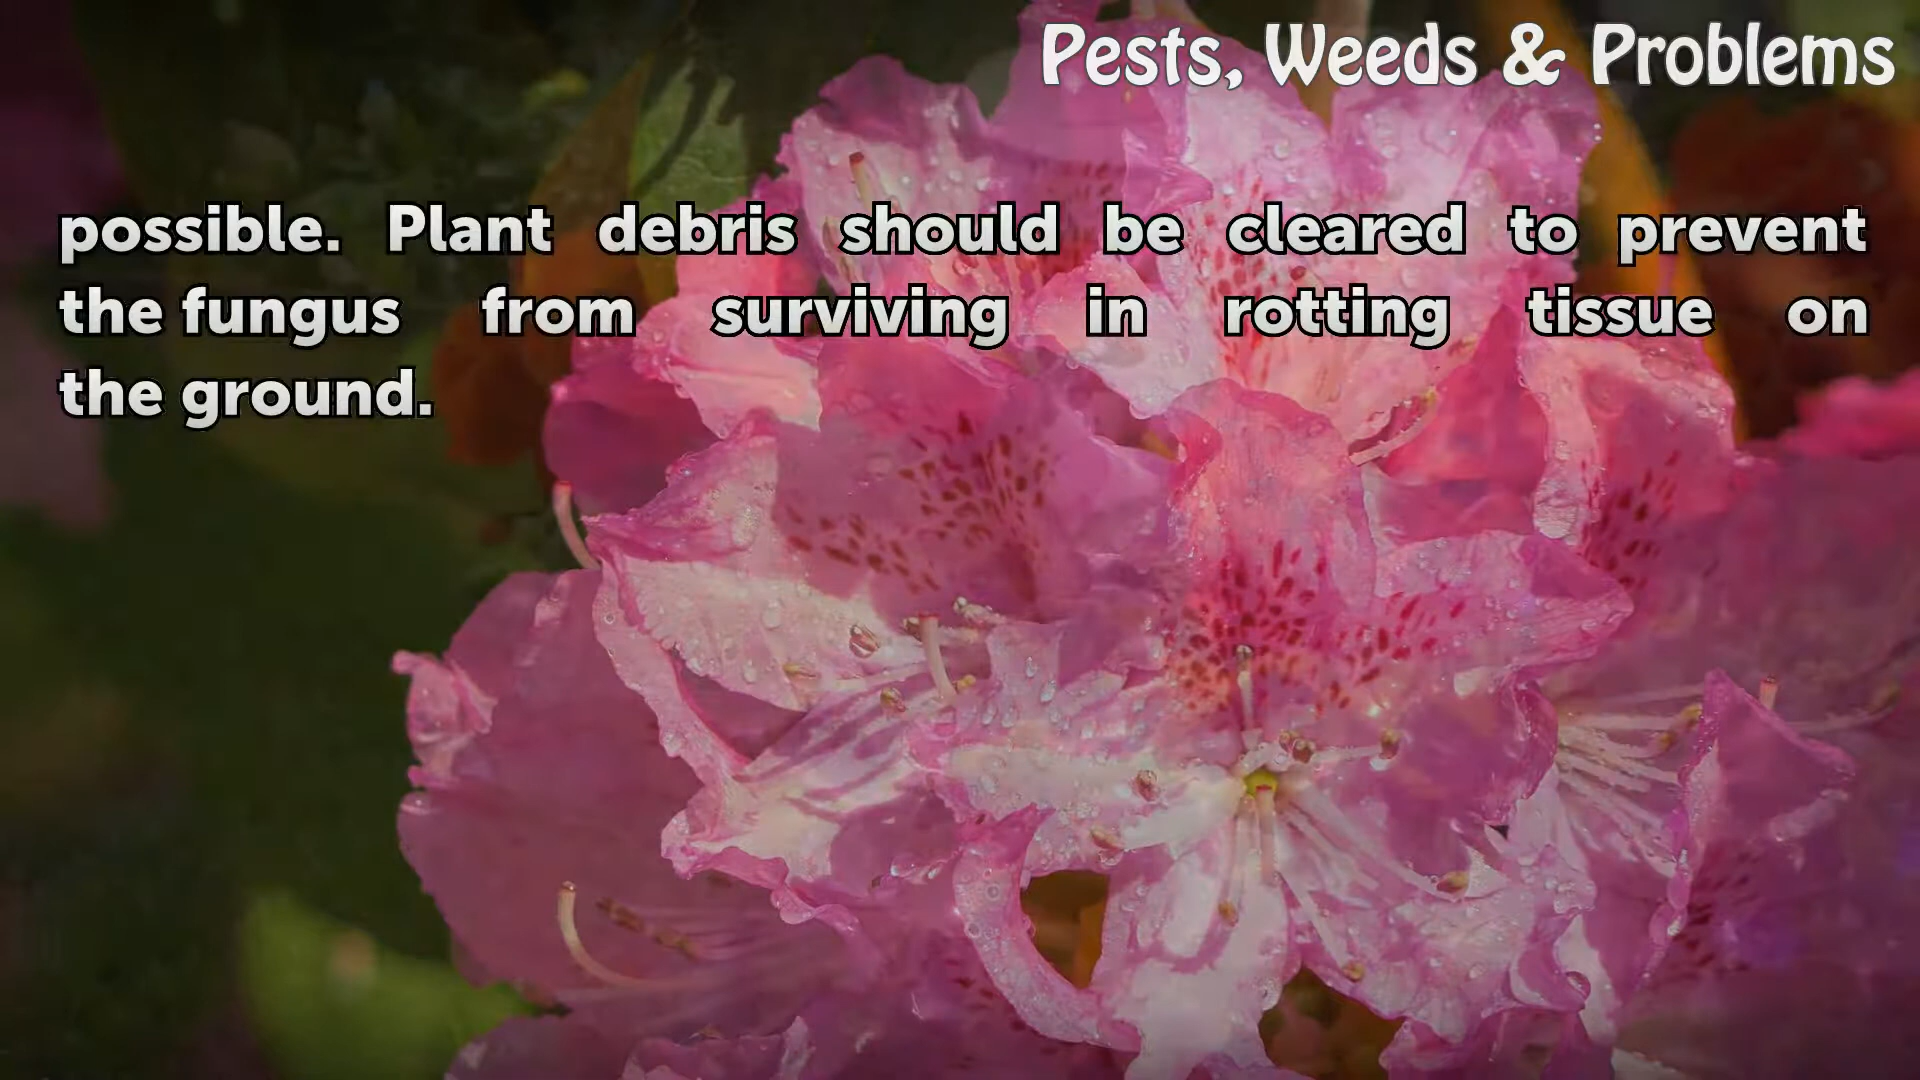 Pests, Weeds & Problems
possible. Plant debris should be cleared to prevent
the fungus from surviving in rotting tissue on
the ground.